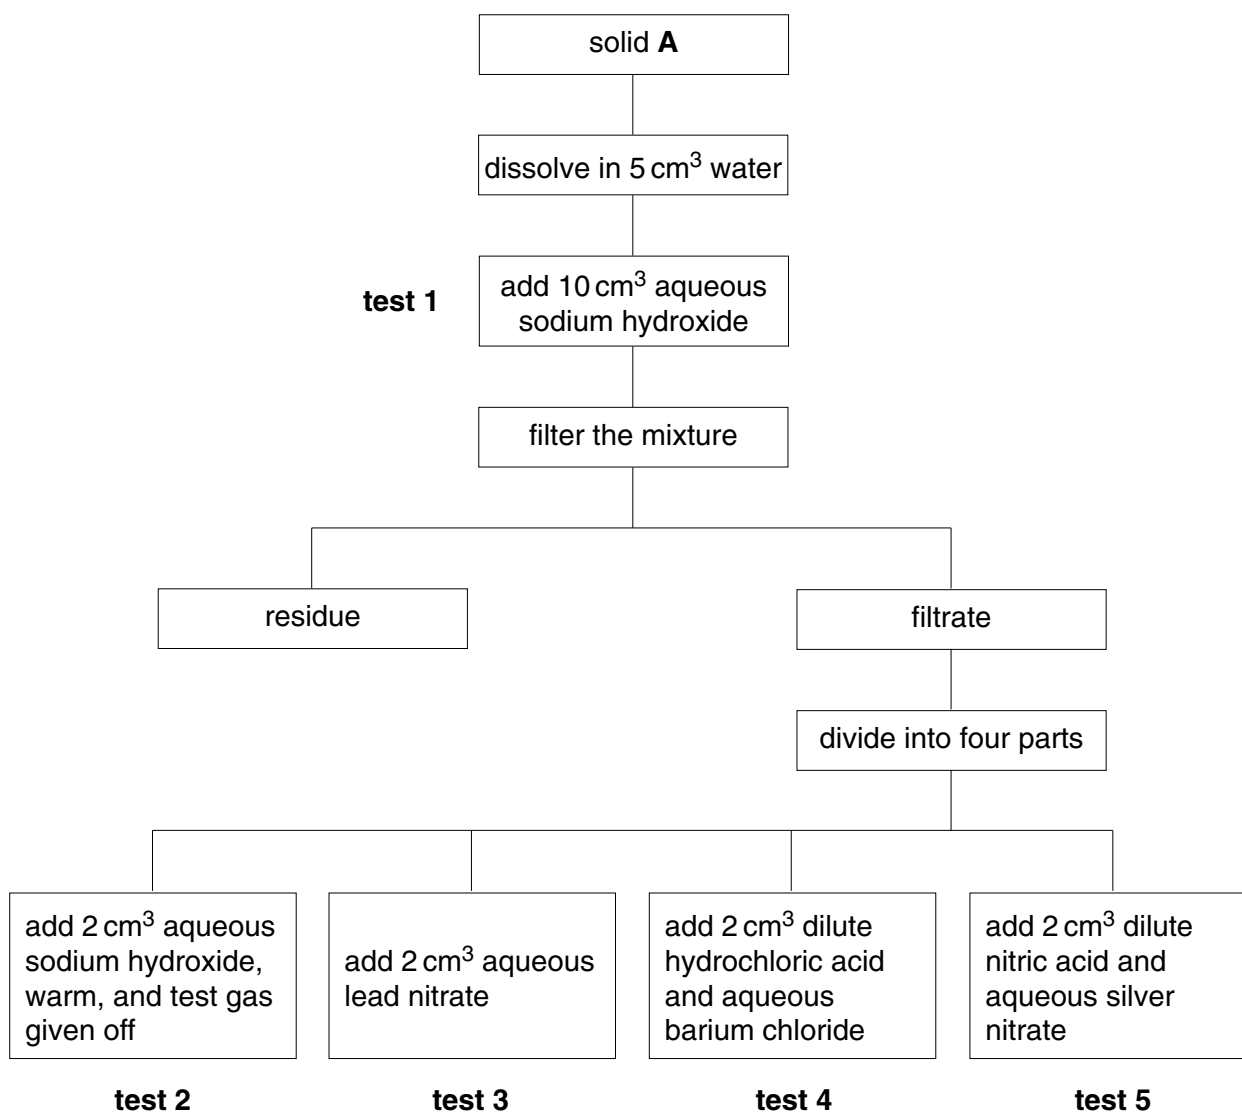 solid A
dissolve in 5 cm³ water
test 1
add 10 cm³ aqueous
sodium hydroxide
filter the mixture
residue
filtrate
divide into four parts
add 2 cm³ aqueous
sodium hydroxide,
warm, and test gas
given off
add 2 cm³ aqueous
lead nitrate
add 2 cm³ dilute
hydrochloric acid
and aqueous
barium chloride
add 2 cm³ dilute
nitric acid and
aqueous silver
nitrate
test 2
test 3
test 4
test 5